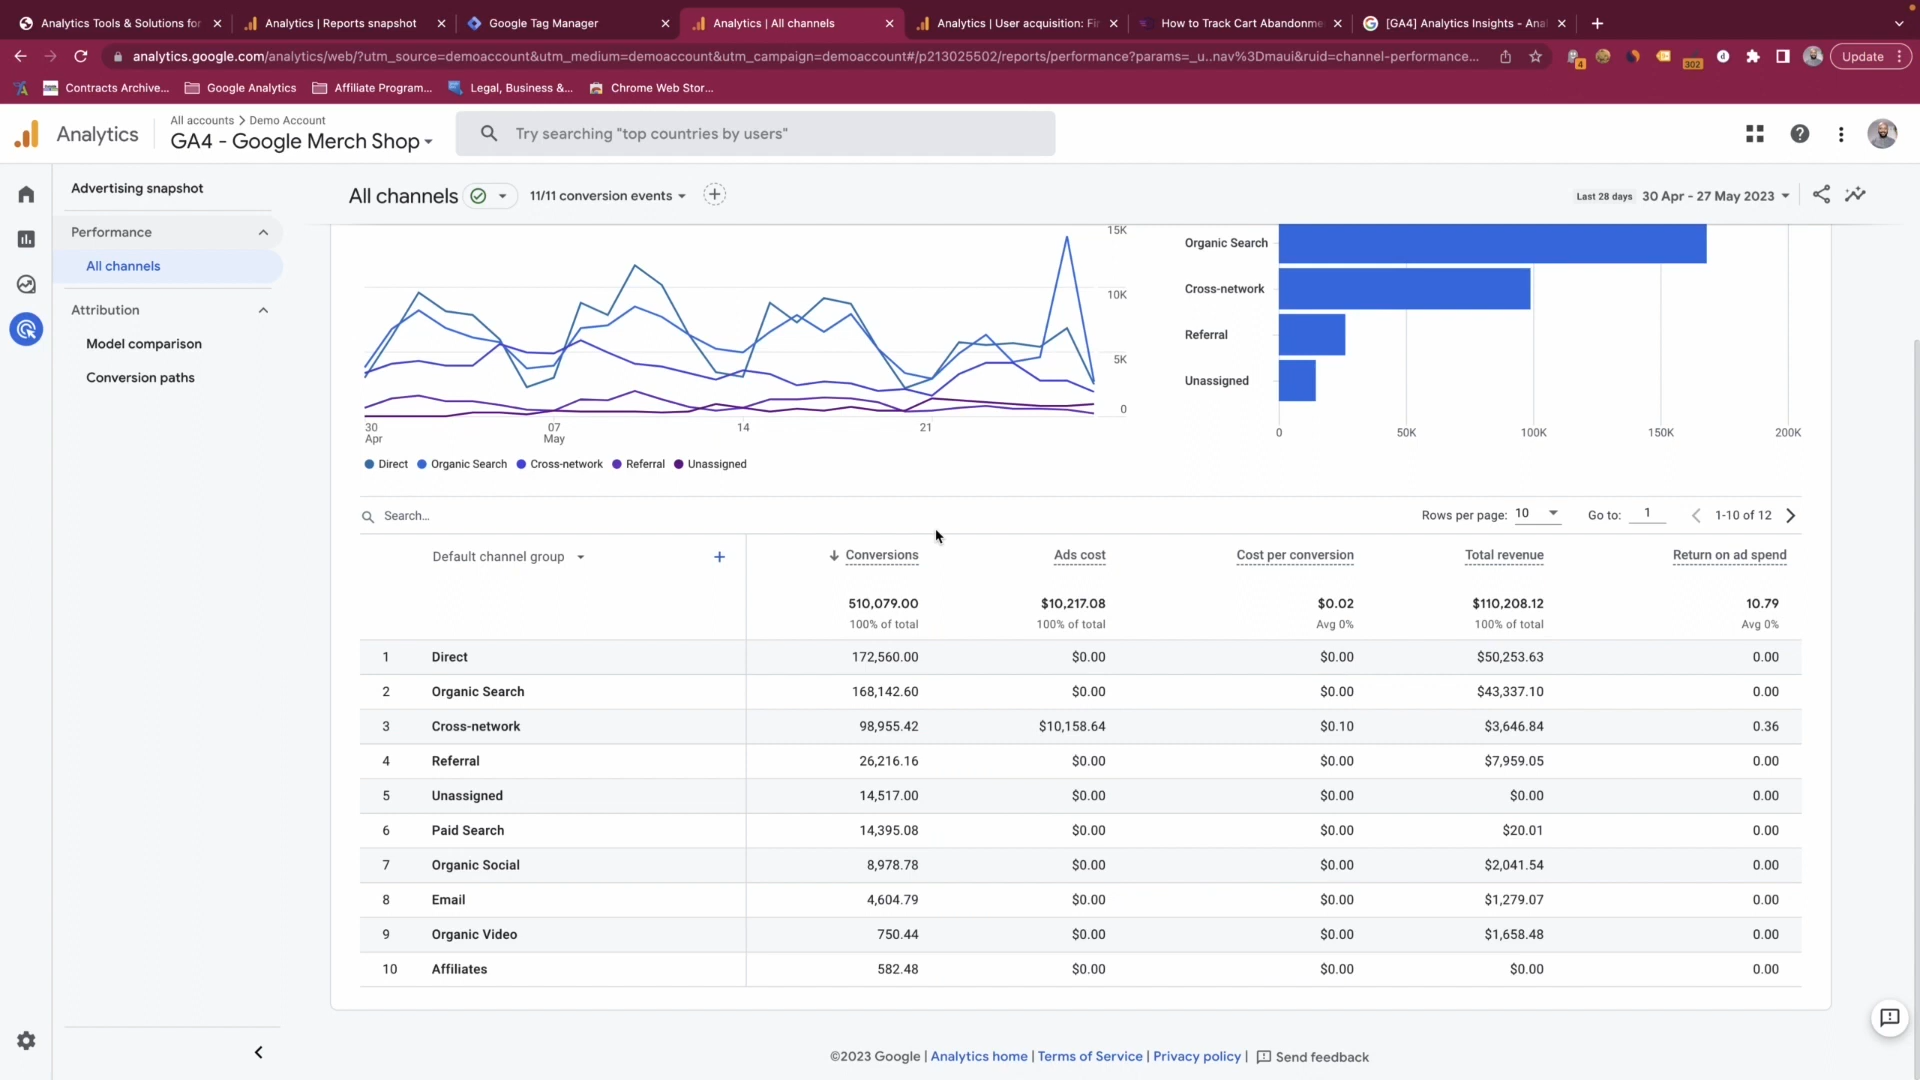 Analytics Tools & Solutions for
Analytics | Reports snapshot
Google Tag Manager
Analytics | All channels
Analytics | User acquisition: Fir
How to Track Cart Abandonme
[GA4] Analytics Insights - Anal
analytics.google.com/analytics/web/?utm_source=demoaccount&utm_medium=demoaccount&utm_campaign=demoaccount#/p213025502/reports/performance?params=_u..nav%3Dmaui&ruid=channel-performance...
4
302
Update
Contracts Archive...
Google Analytics
Affiliate Program...
Legal, Business &...
Chrome Web Stor...
Analytics
All accounts > Demo Account
GA4 - Google Merch Shop
Try searching "top countries by users"
Advertising snapshot
Performance
All channels
Attribution
Model comparison
Conversion paths
All channels
11/11 conversion events
Last 28 days 30 Apr - 27 May 2023
15K
10K
5K
0
30 Apr
07 May
14
21
Direct Organic Search Cross-network Referral Unassigned
Organic Search
Cross-network
Referral
Unassigned
0 50K 100K 150K 200K
Search...
Rows per page: 10 Go to: 1 1-10 of 12
Default channel group + Conversions Ads cost Cost per conversion Total revenue Return on ad spend
510,079.00 $10,217.08 $0.02 $110,208.12 10.79
100% of total 100% of total Avg 0% 100% of total Avg 0%
1 Direct 172,560.00 $0.00 $0.00 $50,253.63 0.00
2 Organic Search 168,142.60 $0.00 $0.00 $43,337.10 0.00
3 Cross-network 98,955.42 $10,158.64 $0.10 $3,646.84 0.36
4 Referral 26,216.16 $0.00 $0.00 $7,959.05 0.00
5 Unassigned 14,517.00 $0.00 $0.00 $0.00 0.00
6 Paid Search 14,395.08 $0.00 $0.00 $20.01 0.00
7 Organic Social 8,978.78 $0.00 $0.00 $2,041.54 0.00
8 Email 4,604.79 $0.00 $0.00 $1,279.07 0.00
9 Organic Video 750.44 $0.00 $0.00 $1,658.48 0.00
10 Affiliates 582.48 $0.00 $0.00 $0.00 0.00
©2023 Google | Analytics home | Terms of Service | Privacy policy | Send feedback